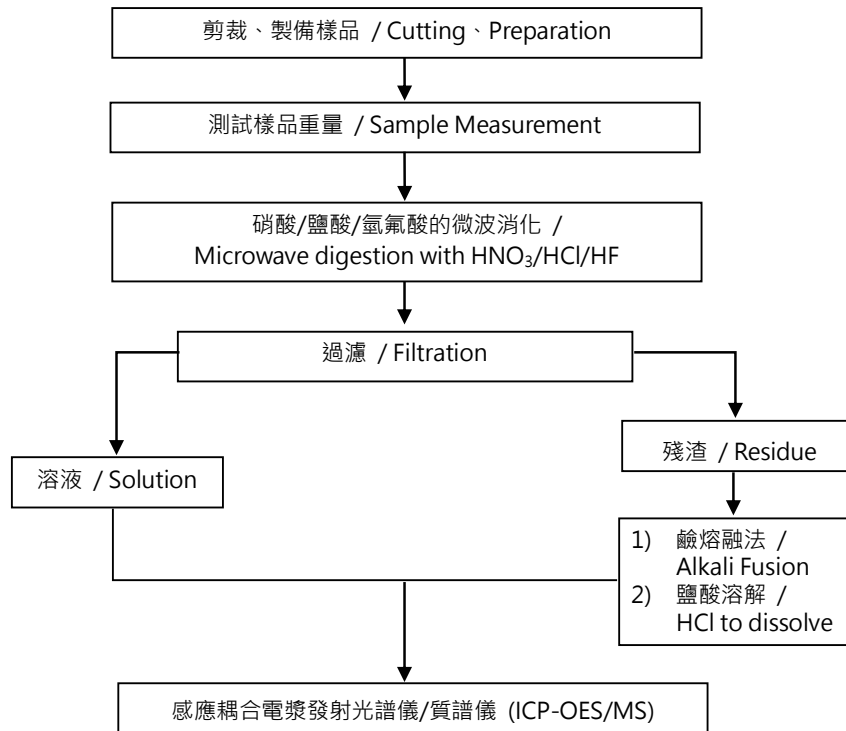 剪裁、製備樣品 / Cutting、Preparation
測試樣品重量 / Sample Measurement
硝酸/鹽酸/氫氟酸的微波消化 /
Microwave digestion with HNO₃/HCl/HF
過濾 / Filtration
溶液 / Solution
殘渣 / Residue
1) 鹼熔融法 /
Alkali Fusion
2) 鹽酸溶解 /
HCl to dissolve
感應耦合電漿發射光譜儀/质譜儀 (ICP-OES/MS)